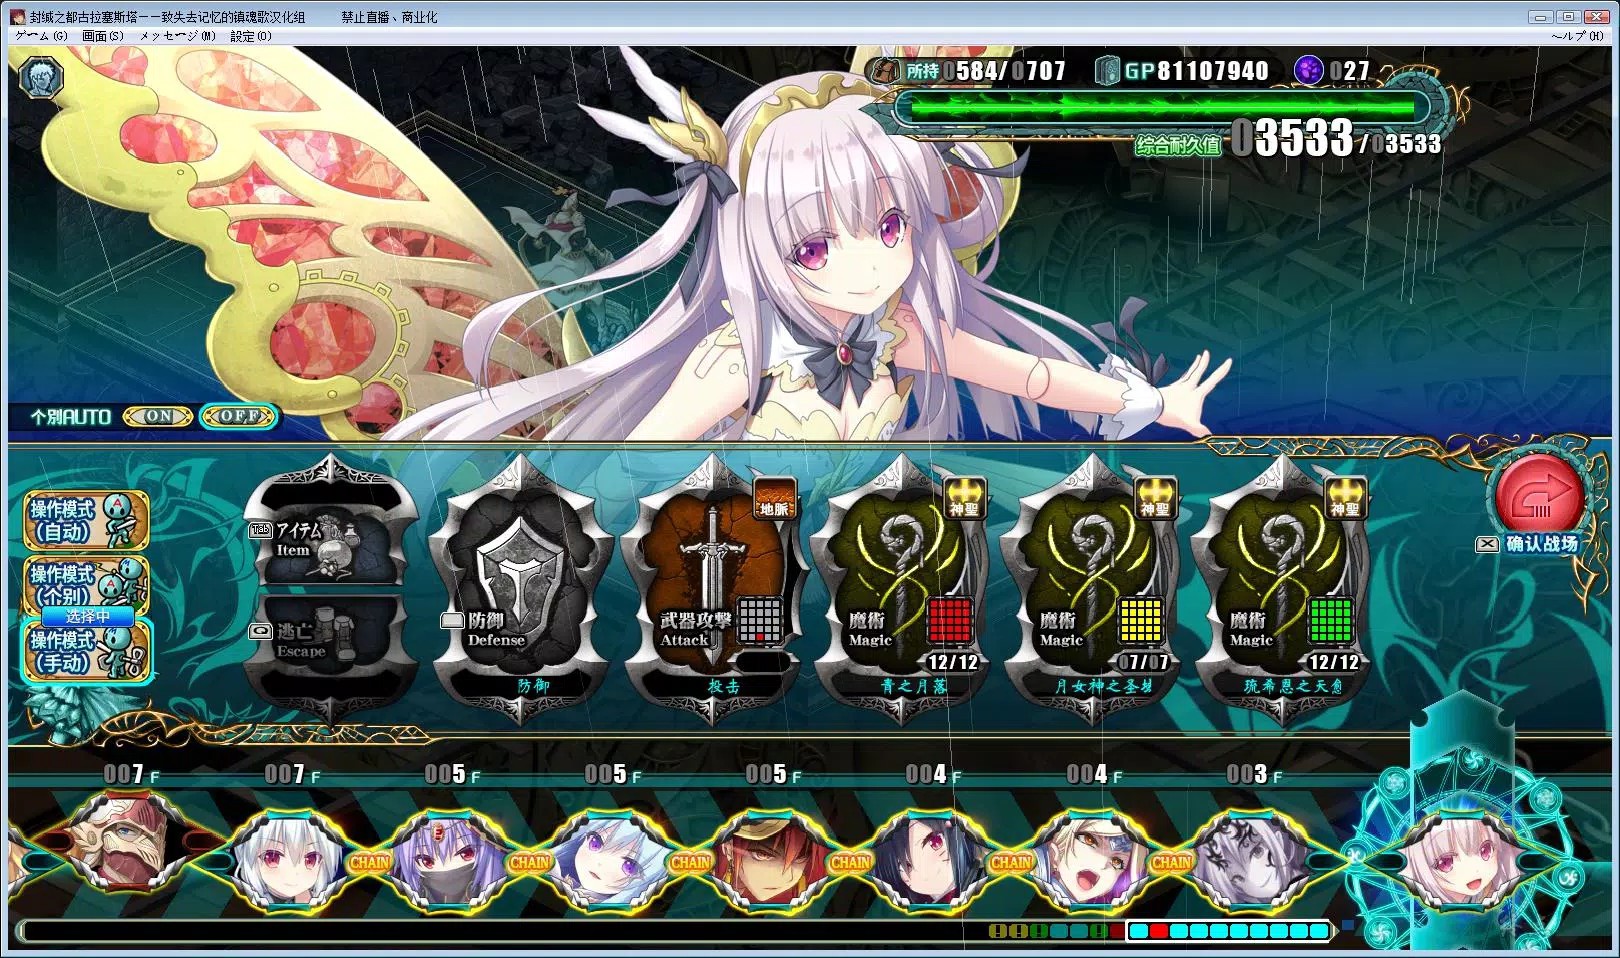 封缄之都古拉塞斯塔——致失去记忆的镇魂歌汉化组 禁止直播、商业化
ゲーム(G) 画面(S) メッセージ(M) 設定(O) ヘルプ(H)
所持 0584/0707 GP 81107940 027
综合耐久值 03533/03533
个别AUTO ON OFF
操作模式
(自动)
操作模式
(个别)
选择中
操作模式
(手动)
Tab アイテム
Item
逃亡
Escape
防御
Defense
防御
地脈
武器攻撃
Attack
投击
神聖
魔術
Magic
12/12
青之月落
神聖
魔術
Magic
07/07
月女神之圣梦
神聖
魔術
Magic
12/12
琉希恩之天愈
X 确认战场
007 F 007 F 005 F 005 F 005 F 004 F 004 F 003 F
CHAIN CHAIN CHAIN CHAIN CHAIN CHAIN